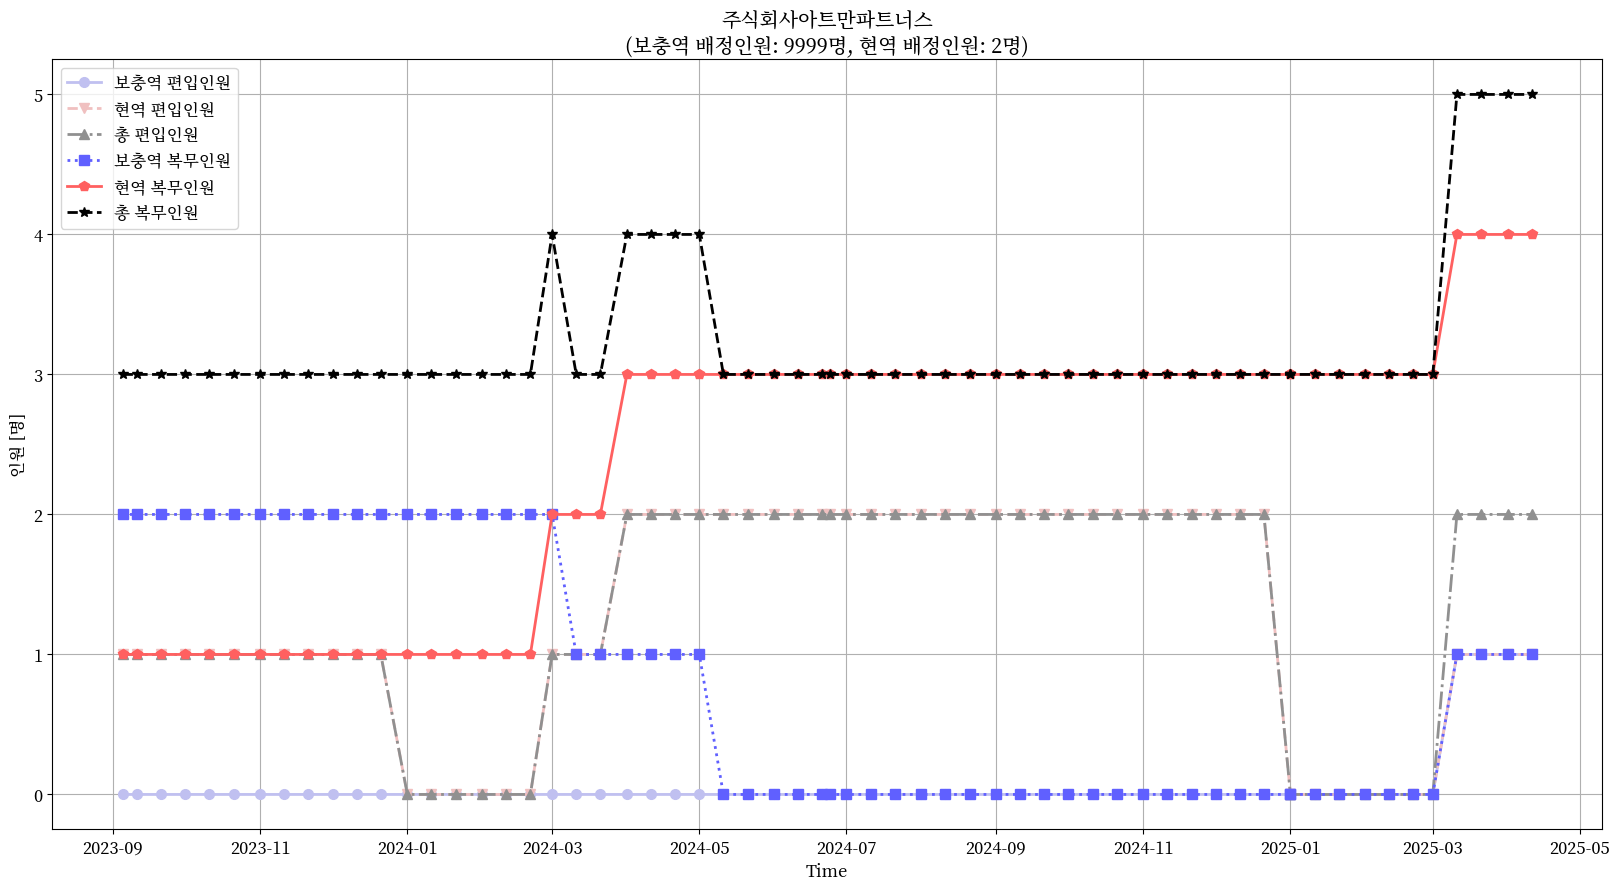 주식회사아트만파트너스
(보충역 배정인원: 9999명, 현역 배정인원: 2명)
보충역 편입인원
현역 편입인원
총 편입인원
보충역 복무인원
현역 복무인원
총 복무인원
5
4
3
2
1
0
인원 [명]
2023-09
2023-11
2024-01
2024-03
2024-05
2024-07
2024-09
2024-11
2025-01
2025-03
2025-05
Time